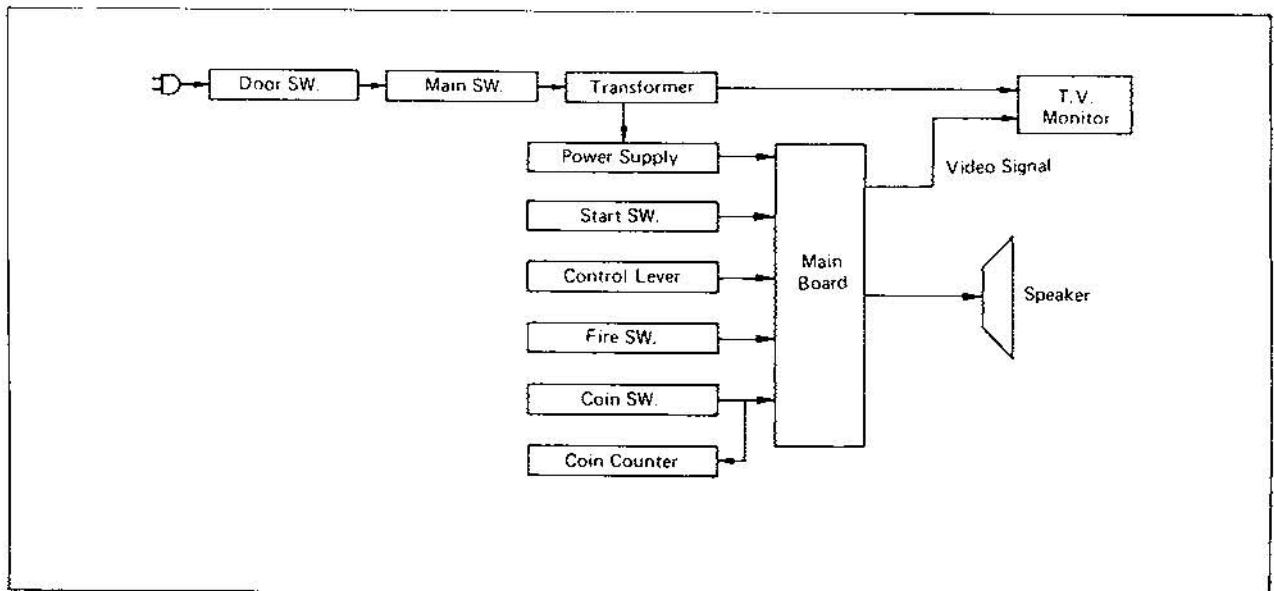 Door SW.
Main SW.
Transformer
T.V.
Monitor
Power Supply
Video Signal
Start SW.
Main
Board
Control Lever
Speaker
Fire SW.
Coin SW.
Coin Counter